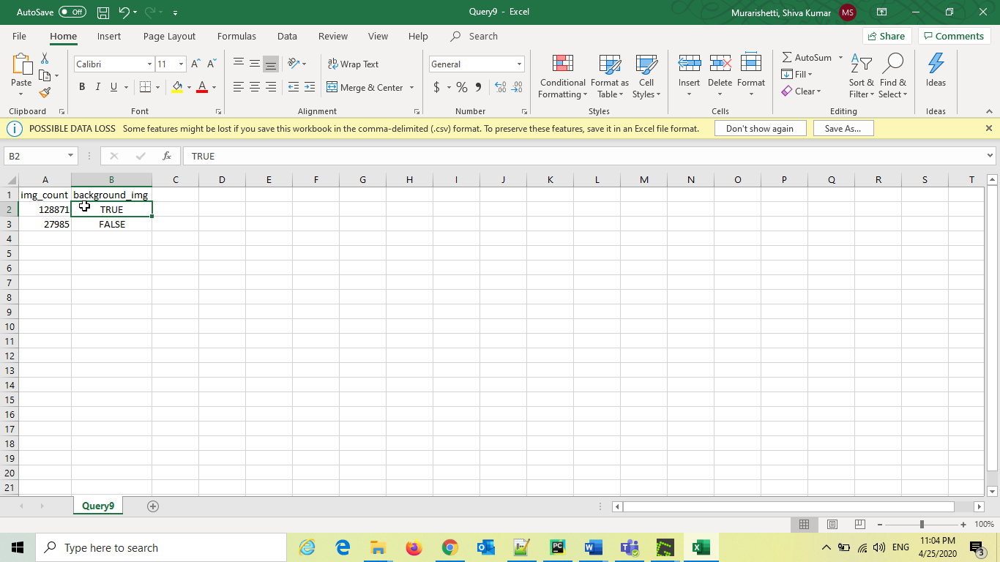 AutoSave Off Query9 - Excel Murarishetti, Shiva Kumar MS
File Home Insert Page Layout Formulas Data Review View Help Search Share Comments
Paste
Clipboard
Calibri 11
B I U
Font
Wrap Text
Merge & Center
Alignment
General
$ % , .00 .0
Number
Conditional Formatting
Format as Table
Cell Styles
Styles
Insert Delete Format
Cells
AutoSum
Fill
Clear
Sort & Filter
Find & Select
Editing
Ideas
Ideas
POSSIBLE DATA LOSS Some features might be lost if you save this workbook in the comma-delimited (.csv) format. To preserve these features, save it in an Excel file format. Don't show again Save As...
B2 fx TRUE
A B C D E F G H I J K L M N O P Q R S T
1 img_count background_img
2 128871 TRUE
3 27985 FALSE
4
5
6
7
8
9
10
11
12
13
14
15
16
17
18
19
20
21
Query9
100%
Type here to search ENG 11:04 PM
4/25/2020 3